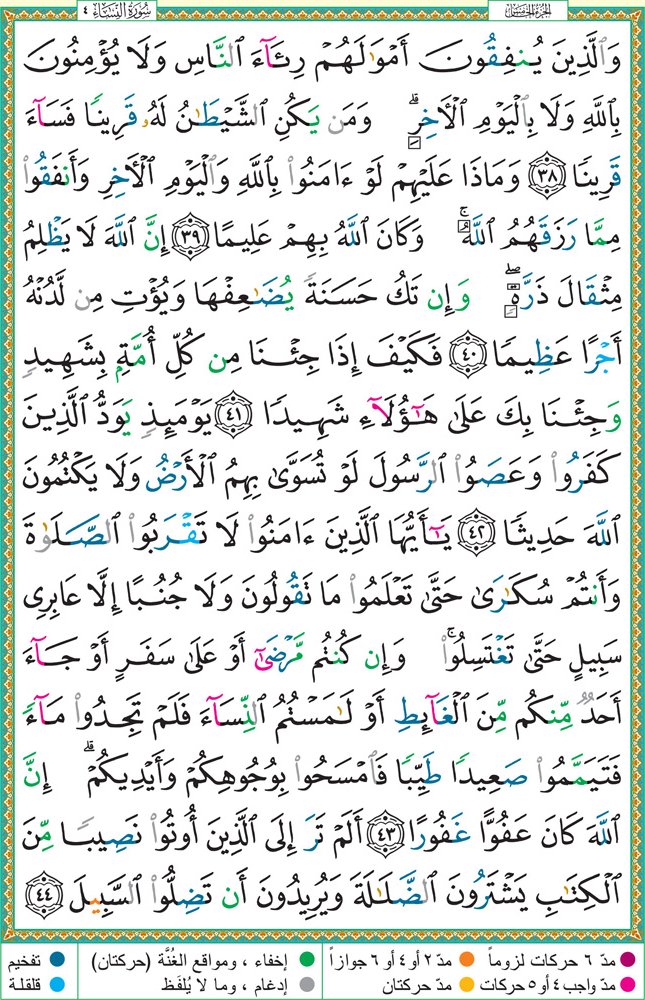 سُورَةُ النِّسَاءِ ٤
الجُزْءُ الخَامِسُ
وَٱلَّذِينَ يُنفِقُونَ أَمْوَٰلَهُمْ رِئَآءَ ٱلنَّاسِ وَلَا يُؤْمِنُونَ
بِٱللَّهِ وَلَا بِٱلْيَوْمِ ٱلْأَخِرِ ۗ وَمَن يَكُنِ ٱلشَّيْطَٰنُ لَهُۥ قَرِينًا فَسَآءَ
قَرِينًا ٣٨ وَمَاذَا عَلَيْهِمْ لَوْ ءَامَنُوا۟ بِٱللَّهِ وَٱلْيَوْمِ ٱلْأَخِرِ وَأَنفَقُوا۟
مِمَّا رَزَقَهُمُ ٱللَّهُ ۚ وَكَانَ ٱللَّهُ بِهِمْ عَلِيمًا ٣٩ إِنَّ ٱللَّهَ لَا يَظْلِمُ
مِثْقَالَ ذَرَّةٍ ۖ وَإِن تَكُ حَسَنَةً يُضَٰعِفْهَا وَيُؤْتِ مِن لَّدُنْهُ
أَجْرًا عَظِيمًا ٤٠ فَكَيْفَ إِذَا جِئْنَا مِن كُلِّ أُمَّةٍۭ بِشَهِيدٍ
وَجِئْنَا بِكَ عَلَىٰ هَٰٓؤُلَآءِ شَهِيدًا ٤١ يَوْمَئِذٍ يَوَدُّ ٱلَّذِينَ
كَفَرُوا۟ وَعَصَوُا۟ ٱلرَّسُولَ لَوْ تُسَوَّىٰ بِهِمُ ٱلْأَرْضُ وَلَا يَكْتُمُونَ
ٱللَّهَ حَدِيثًا ٤٢ يَٰٓأَيُّهَا ٱلَّذِينَ ءَامَنُوا۟ لَا تَقْرَبُوا۟ ٱلصَّلَوٰةَ
وَأَنتُمْ سُكَٰرَىٰ حَتَّىٰ تَعْلَمُوا۟ مَا تَقُولُونَ وَلَا جُنُبًا إِلَّا عَابِرِى
سَبِيلٍ حَتَّىٰ تَغْتَسِلُوا۟ ۚ وَإِن كُنتُم مَّرْضَىٰٓ أَوْ عَلَىٰ سَفَرٍ أَوْ جَآءَ
أَحَدٌ مِّنكُم مِّنَ ٱلْغَآئِطِ أَوْ لَٰمَسْتُمُ ٱلنِّسَآءَ فَلَمْ تَجِدُوا۟ مَآءً
فَتَيَمَّمُوا۟ صَعِيدًا طَيِّبًا فَٱمْسَحُوا۟ بِوُجُوهِكُمْ وَأَيْدِيكُمْ ۗ إِنَّ
ٱللَّهَ كَانَ عَفُوًّا غَفُورًا ٤٣ أَلَمْ تَرَ إِلَى ٱلَّذِينَ أُوتُوا۟ نَصِيبًا مِّنَ
ٱلْكِتَٰبِ يَشْتَرُونَ ٱلضَّلَٰلَةَ وَيُرِيدُونَ أَن تَضِلُّوا۟ ٱلسَّبِيلَ ٤٤
مدّ ٦ حركات لزوماً مدّ ٢ أو ٤ أو ٦ جوازاً إخفاء ، ومواقع الغُنَّة (حركتان) تفخيم
مدّ واجب ٤ أو ٥ حركات مدّ حركتان إدغام ، وما لا يُلفَظ قلقلة